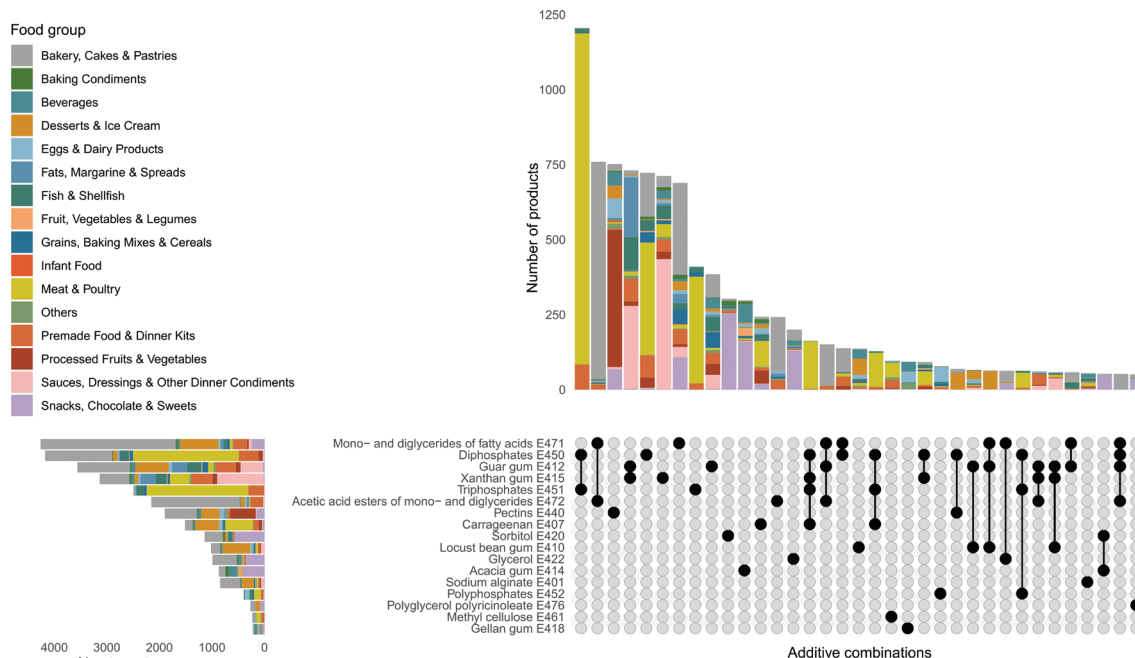 Food group
Bakery, Cakes & Pastries
Baking Condiments
Beverages
Desserts & Ice Cream
Eggs & Dairy Products
Fats, Margarine & Spreads
Fish & Shellfish
Fruit, Vegetables & Legumes
Grains, Baking Mixes & Cereals
Infant Food
Meat & Poultry
Others
Premade Food & Dinner Kits
Processed Fruits & Vegetables
Sauces, Dressings & Other Dinner Condiments
Snacks, Chocolate & Sweets
Number of products
1250
1000
750
500
250
0
Mono− and diglycerides of fatty acids E471
Diphosphates E450
Guar gum E412
Xanthan gum E415
Triphosphates E451
Acetic acid esters of mono− and diglycerides E472
Pectins E440
Carrageenan E407
Sorbitol E420
Locust bean gum E410
Glycerol E422
Acacia gum E414
Sodium alginate E401
Polyphosphates E452
Polyglycerol polyricinoleate E476
Methyl cellulose E461
Gellan gum E418
4000 3000 2000 1000 0
Additive combinations